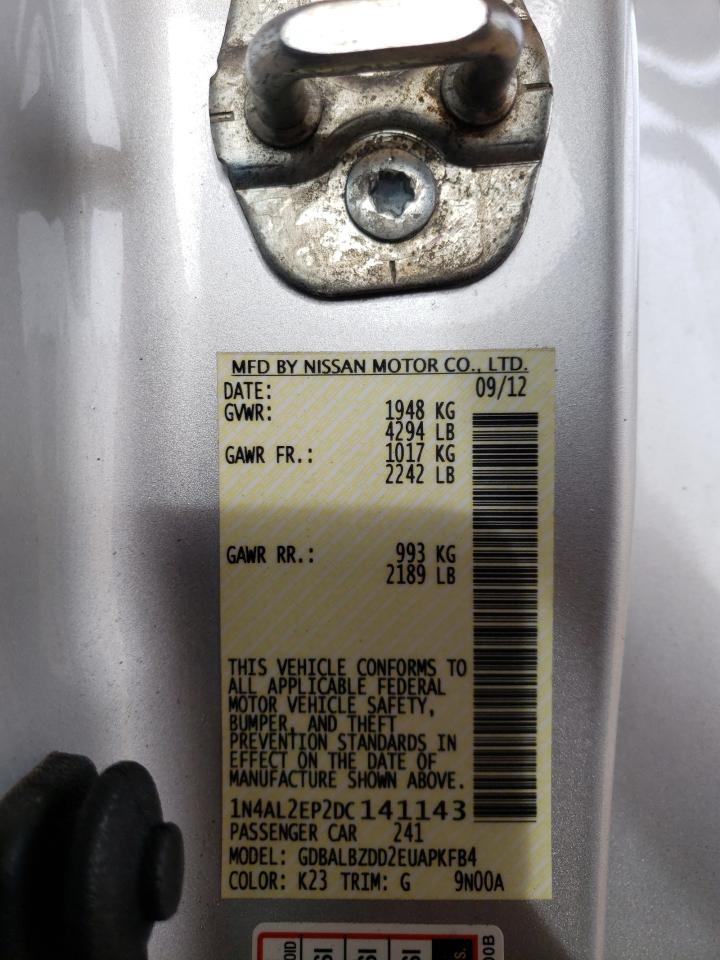 MFD BY NISSAN MOTOR CO., LTD.
DATE: 09/12
GVWR: 1948 KG
4294 LB
GAWR FR.: 1017 KG
2242 LB
GAWR RR.: 993 KG
2189 LB
THIS VEHICLE CONFORMS TO
ALL APPLICABLE FEDERAL
MOTOR VEHICLE SAFETY,
BUMPER, AND THEFT
PREVENTION STANDARDS IN
EFFECT ON THE DATE OF
MANUFACTURE SHOWN ABOVE.
1N4AL2EP2DC141143
PASSENGER CAR 241
MODEL: GDBALBZDD2EUAPKFB4
COLOR: K23 TRIM: G 9N00A